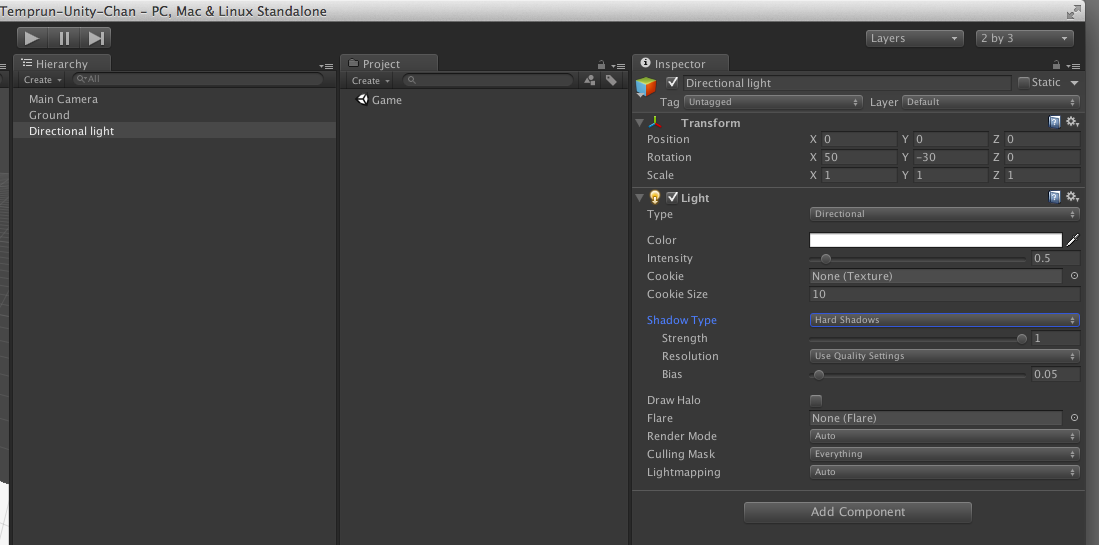 Temprun-Unity-Chan - PC, Mac & Linux Standalone
Layers
2 by 3
Hierarchy
Create
All
Main Camera
Ground
Directional light
Project
Create
Game
Inspector
Directional light
Static
Tag Untagged Layer Default
Transform
Position X 0 Y 0 Z 0
Rotation X 50 Y -30 Z 0
Scale X 1 Y 1 Z 1
Light
Type Directional
Color
Intensity 0.5
Cookie None (Texture)
Cookie Size 10
Shadow Type Hard Shadows
Strength 1
Resolution Use Quality Settings
Bias 0.05
Draw Halo
Flare None (Flare)
Render Mode Auto
Culling Mask Everything
Lightmapping Auto
Add Component